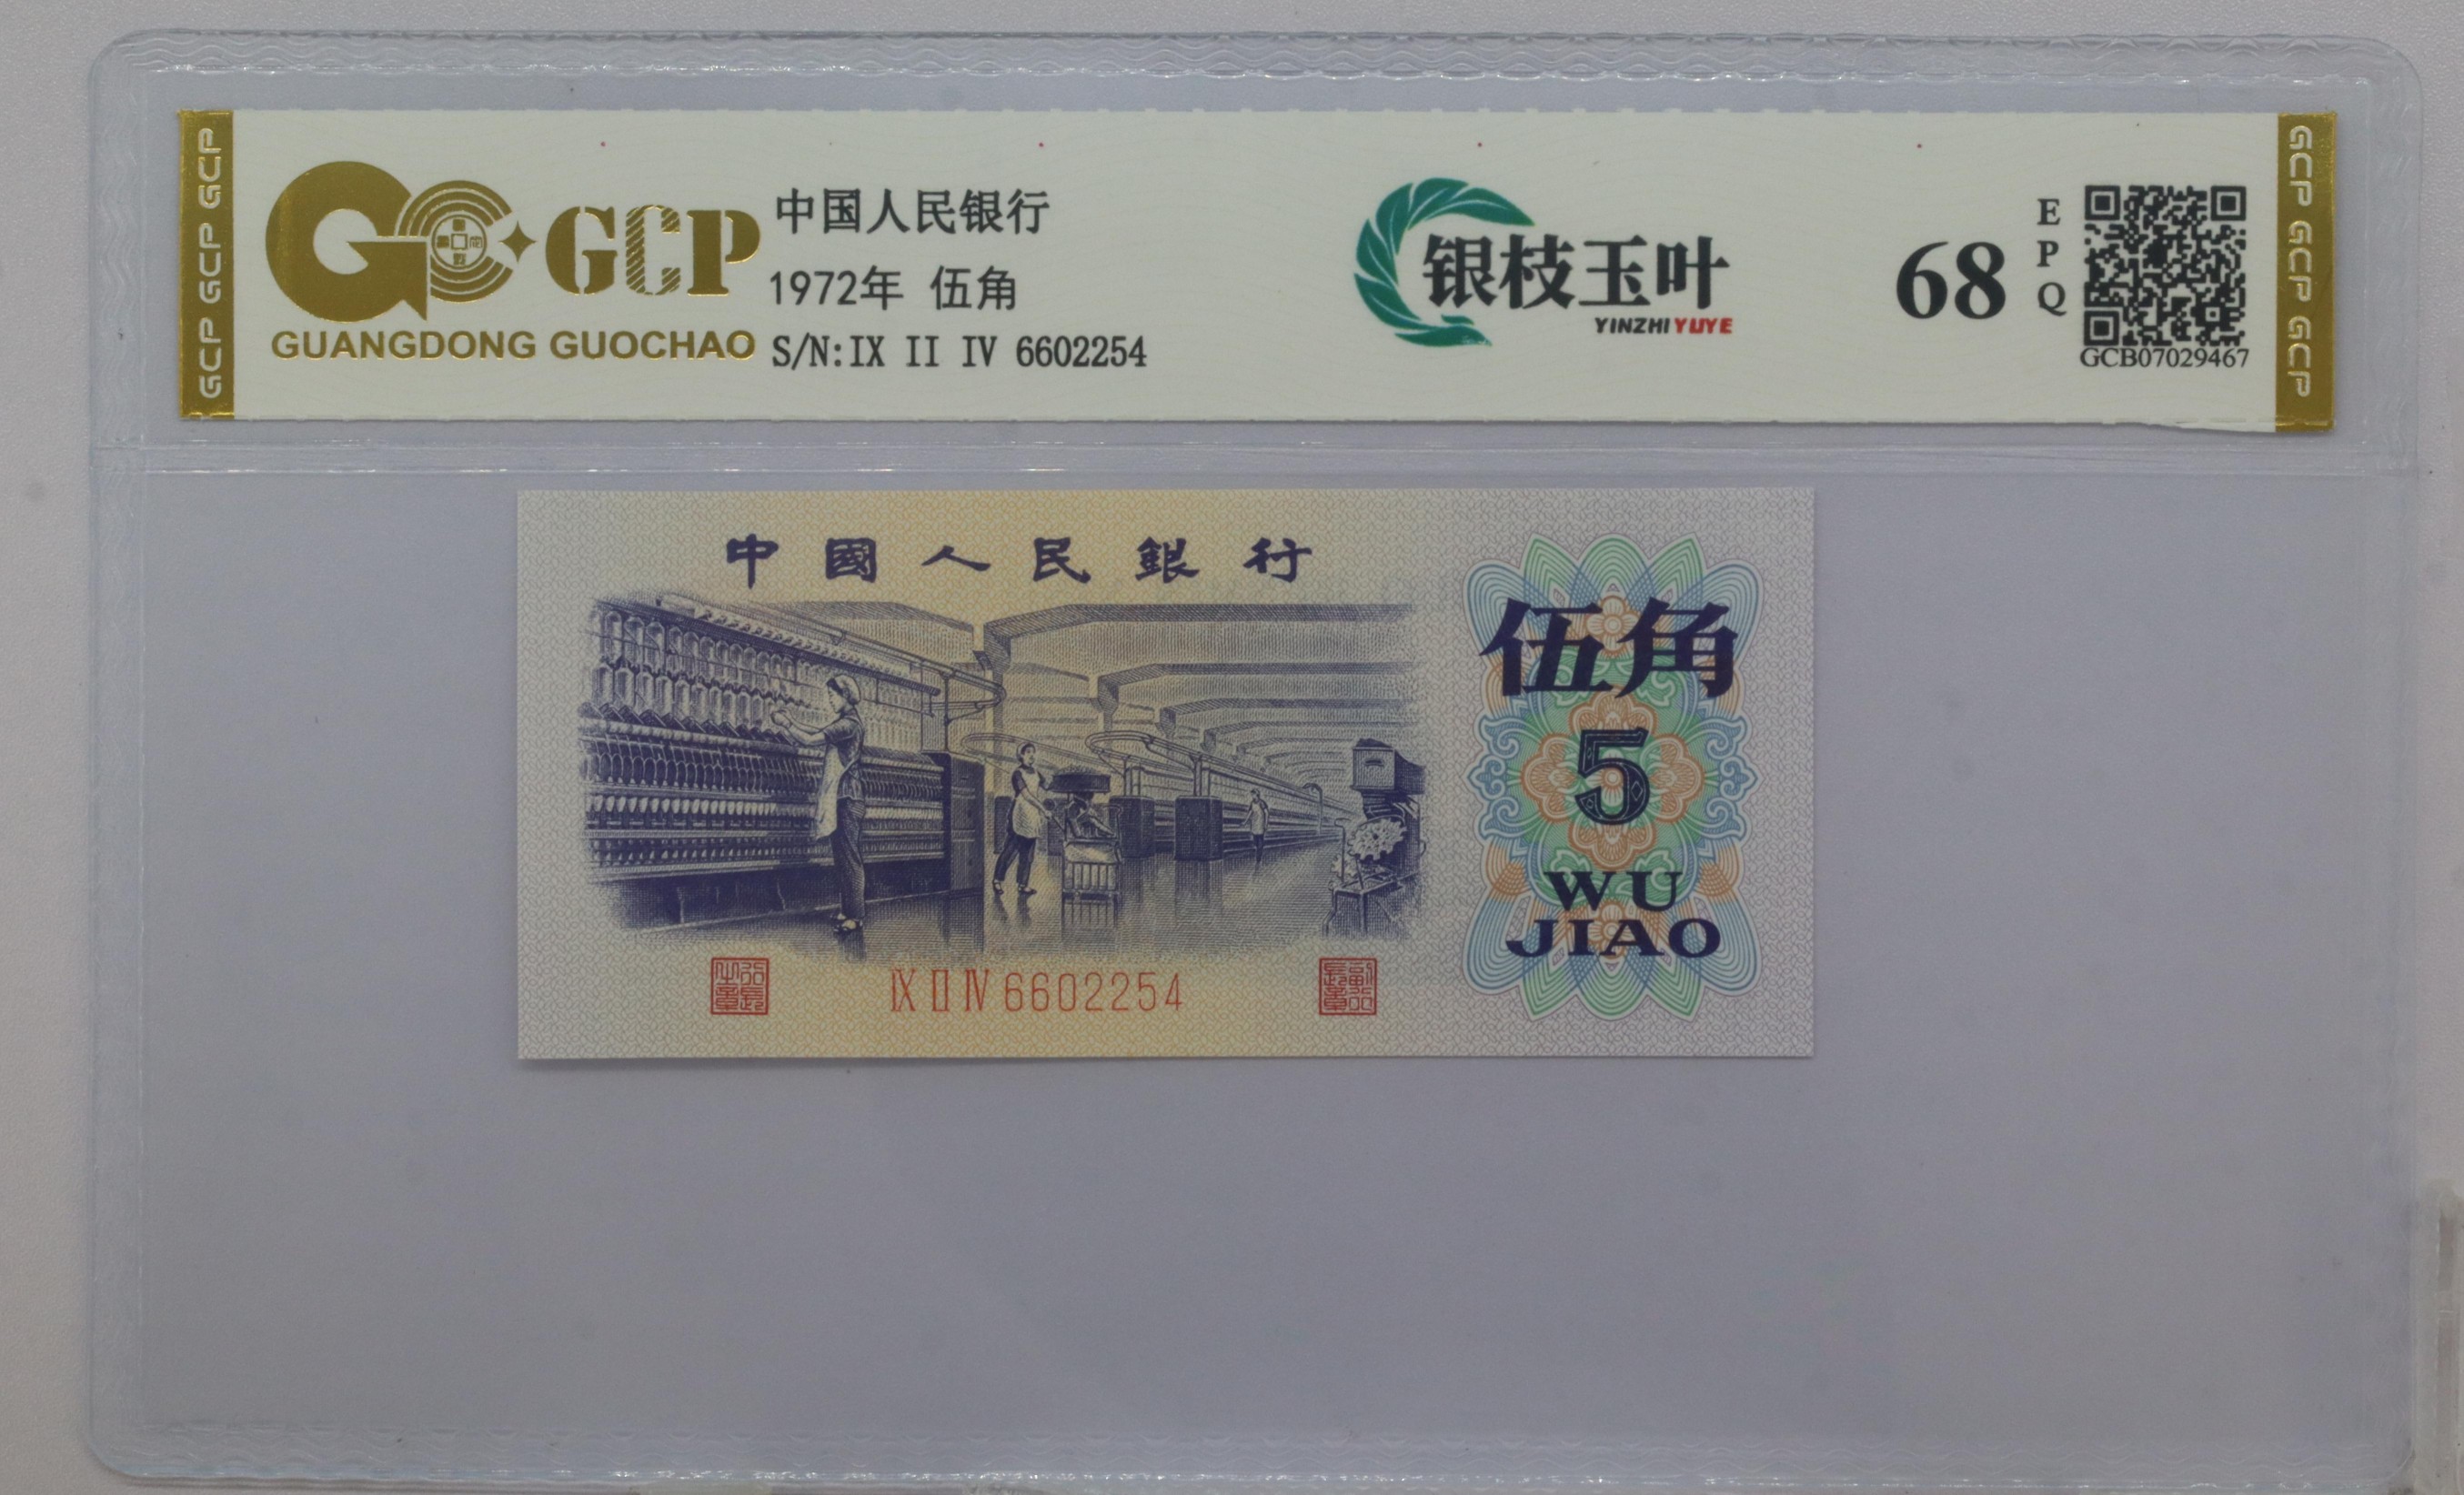 GCP GCP GCP
GCP
GUANGDONG GUOCHAO
中国人民银行
1972年 伍角
S/N:IX II IV 6602254
银枝玉叶
YINZHIYUYE
68
EPQ
GCB07029467
GCP GCP GCP
中國人民銀行
伍角
5
WU
JIAO
IX II IV 6602254